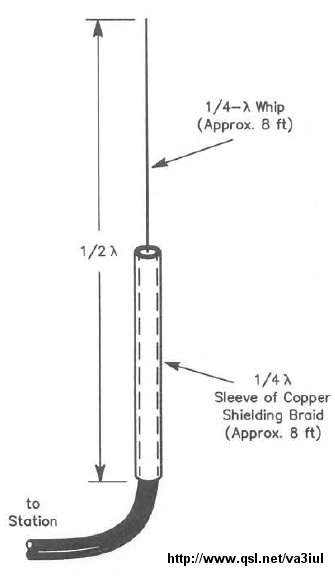 1/4-λ Whip
(Approx. 8 ft)
1/2 λ
1/4 λ
Sleeve of Copper
Shielding Braid
(Approx. 8 ft)
to
Station
http://www.qsl.net/va3iul